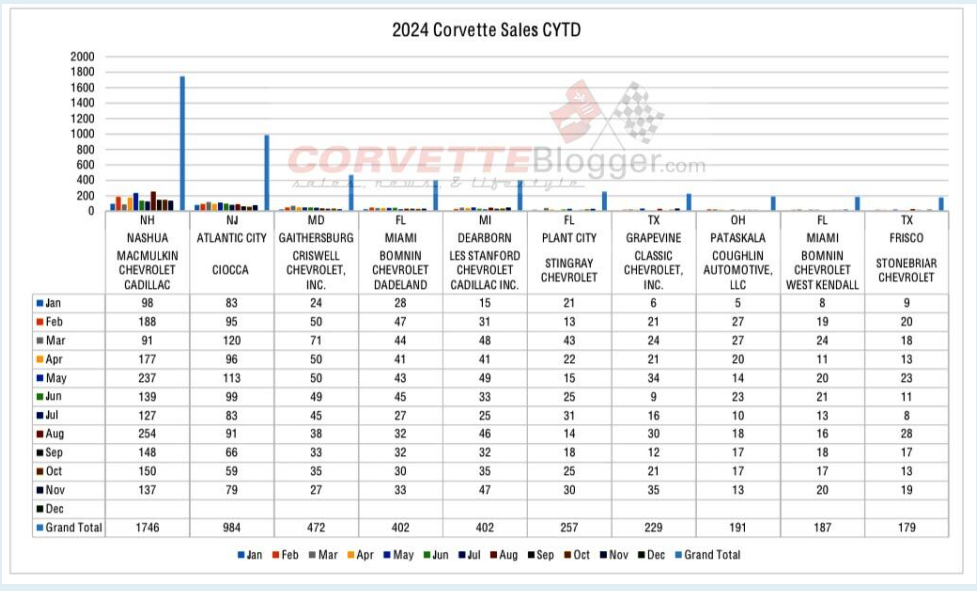 2024 Corvette Sales CYTD
2000
1800
1600
1400
1200
1000
800
600
400
200
0
CORVETTEBlogger.com
sales, news, & lifestyle
NH NJ MD FL MI FL TX OH FL TX
NASHUA ATLANTIC CITY GAITHERSBURG MIAMI DEARBORN PLANT CITY GRAPEVINE PATASKALA MIAMI FRISCO
MACMULKIN CHEVROLET CADILLAC
CIOCCA
CRISWELL CHEVROLET, INC.
BOMNIN CHEVROLET DADELAND
LES STANFORD CHEVROLET CADILLAC INC.
STINGRAY CHEVROLET
CLASSIC CHEVROLET, INC.
COUGHLIN AUTOMOTIVE, LLC
BOMNIN CHEVROLET WEST KENDALL
STONEBRIAR CHEVROLET
Jan 98 83 24 28 15 21 6 5 8 9
Feb 188 95 50 47 31 13 21 27 19 20
Mar 91 120 71 44 48 43 24 27 24 18
Apr 177 96 50 41 41 22 21 20 11 13
May 237 113 50 43 49 15 34 14 20 23
Jun 139 99 49 45 33 25 9 23 21 11
Jul 127 83 45 27 25 31 16 10 13 8
Aug 254 91 38 32 46 14 30 18 16 28
Sep 148 66 33 32 32 18 12 17 18 17
Oct 150 59 35 30 35 25 21 17 17 13
Nov 137 79 27 33 47 30 35 13 20 19
Dec
Grand Total 1746 984 472 402 402 257 229 191 187 179
Jan Feb Mar Apr May Jun Jul Aug Sep Oct Nov Dec Grand Total